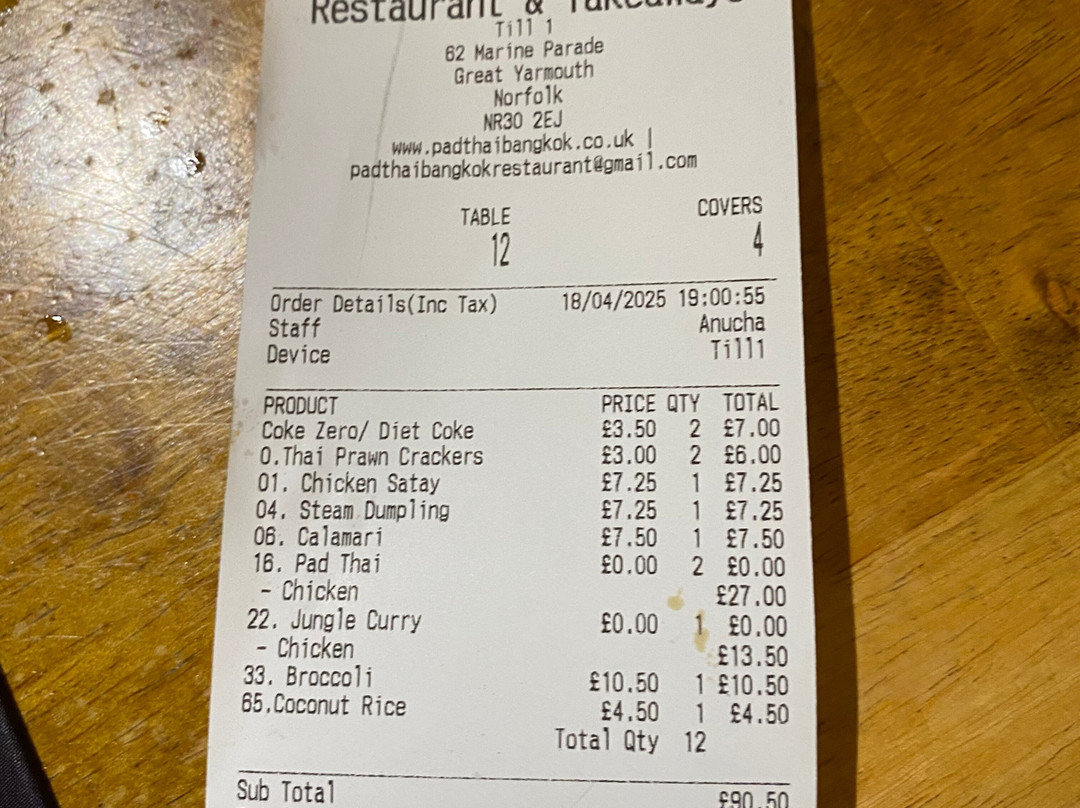 Restaurant & Takeaways
Till 1
62 Marine Parade
Great Yarmouth
Norfolk
NR30 2EJ
www.padthaibangkok.co.uk |
padthaibangkokrestaurant@gmail.com
TABLE COVERS
12 4
Order Details(Inc Tax) 18/04/2025 19:00:55
Staff Anucha
Device Till1
PRODUCT PRICE QTY TOTAL
Coke Zero/ Diet Coke £3.50 2 £7.00
0.Thai Prawn Crackers £3.00 2 £6.00
01. Chicken Satay £7.25 1 £7.25
04. Steam Dumpling £7.25 1 £7.25
06. Calamari £7.50 1 £7.50
16. Pad Thai £0.00 2 £0.00
- Chicken £27.00
22. Jungle Curry £0.00 1 £0.00
- Chicken £13.50
33. Broccoli £10.50 1 £10.50
65.Coconut Rice £4.50 1 £4.50
Total Qty 12
Sub Total £90.50